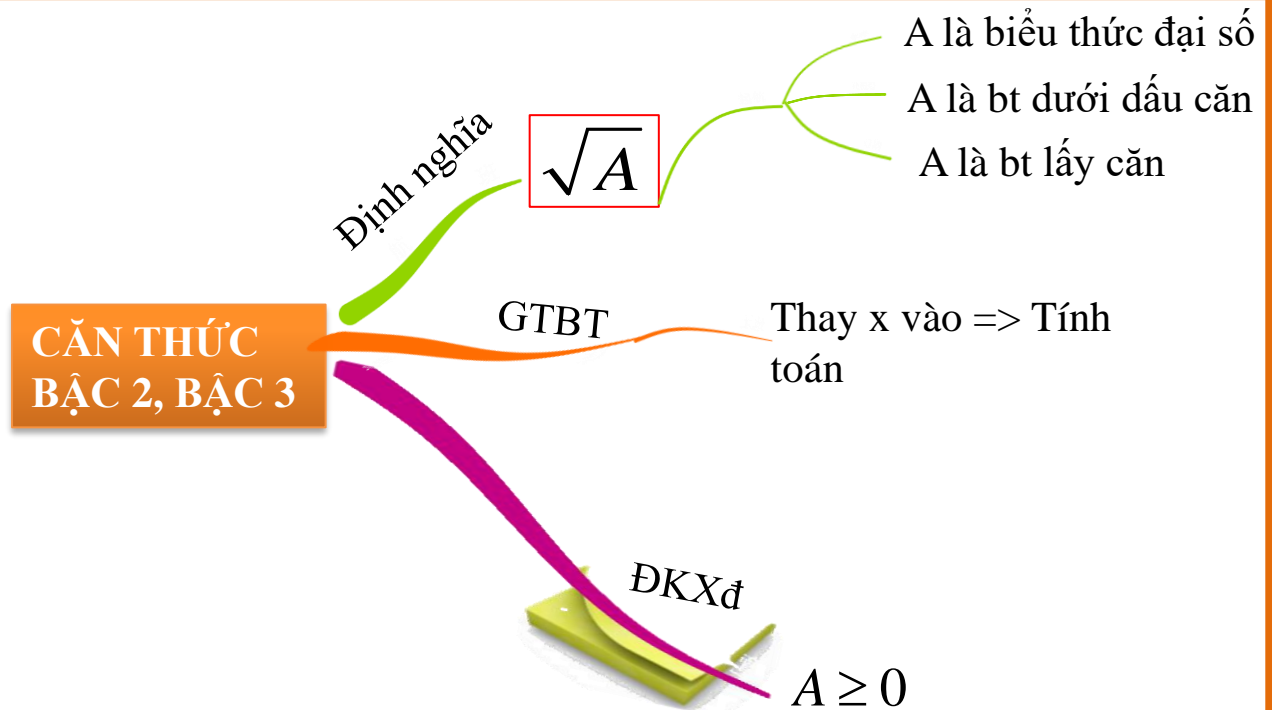 A là biểu thức đại số
A là bt dưới dấu căn
A là bt lấy căn
Định nghĩa
√A
CĂN THỨC
BẬC 2, BẬC 3
GTBT
Thay x vào => Tính
toán
ĐKXđ
A ≥ 0